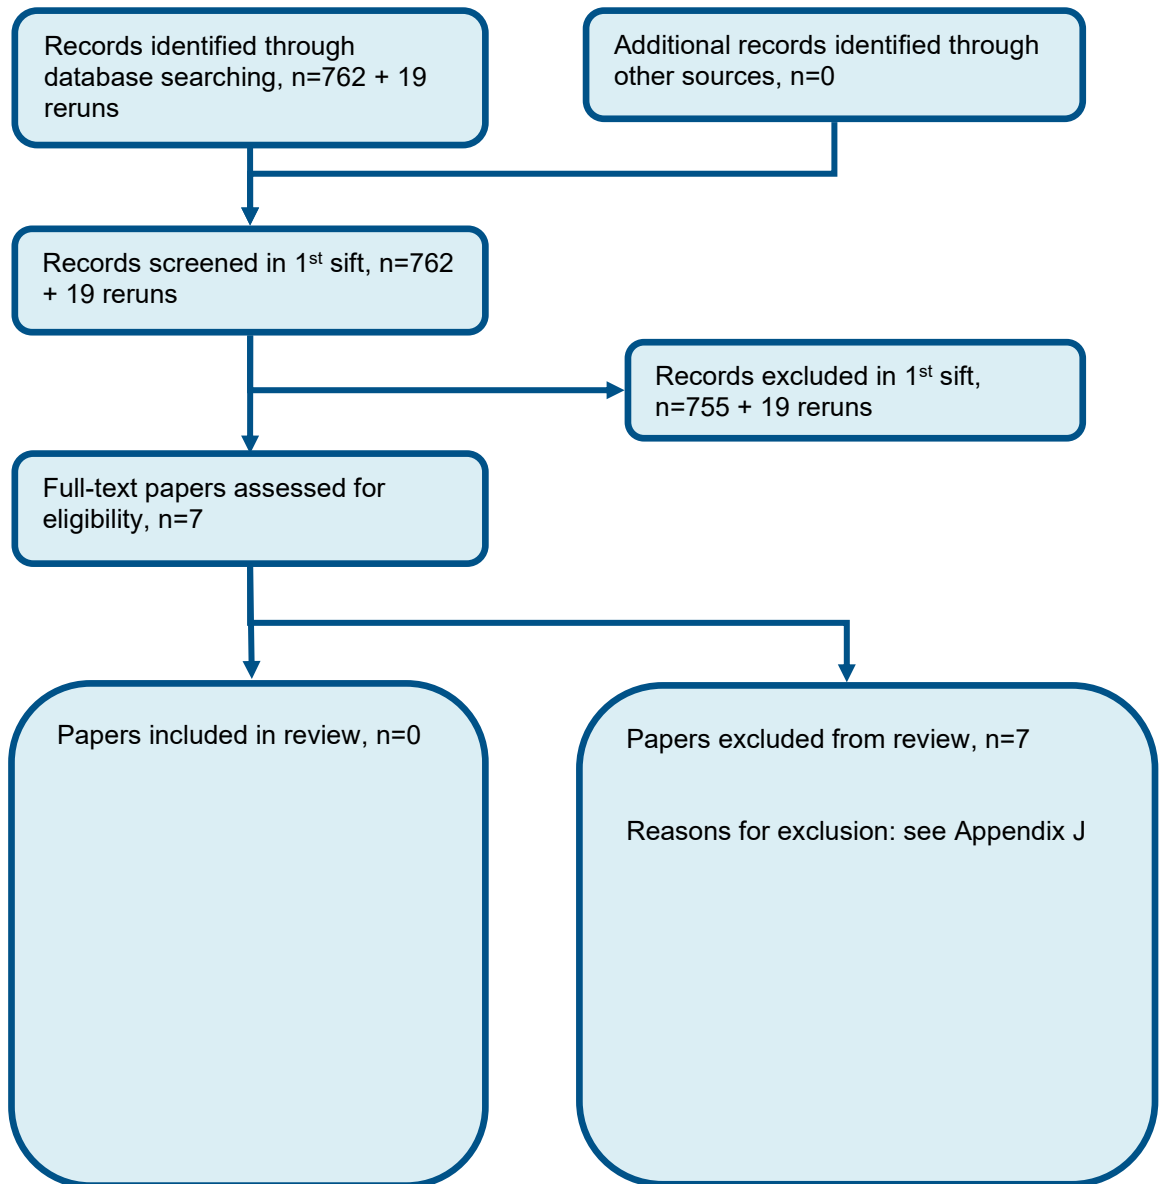 Records identified through
database searching, n=762 + 19
reruns
Additional records identified through
other sources, n=0
Records screened in 1st sift, n=762
+ 19 reruns
Records excluded in 1st sift,
n=755 + 19 reruns
Full-text papers assessed for
eligibility, n=7
Papers included in review, n=0
Papers excluded from review, n=7
Reasons for exclusion: see Appendix J